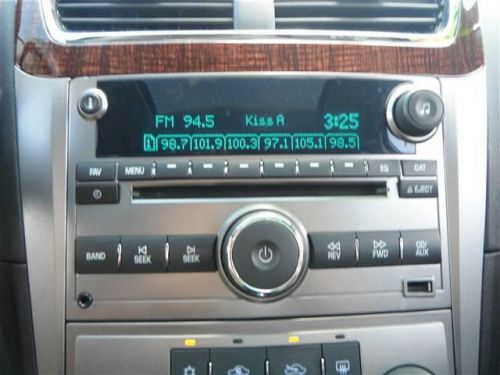 FM 94.5 Kiss A 3:25
1 98.7 101.9 100.3 97.1 105.1 98.5
FAV MENU EQ CAT
EJECT
BAND SEEK SEEK REV FWD CD/AUX